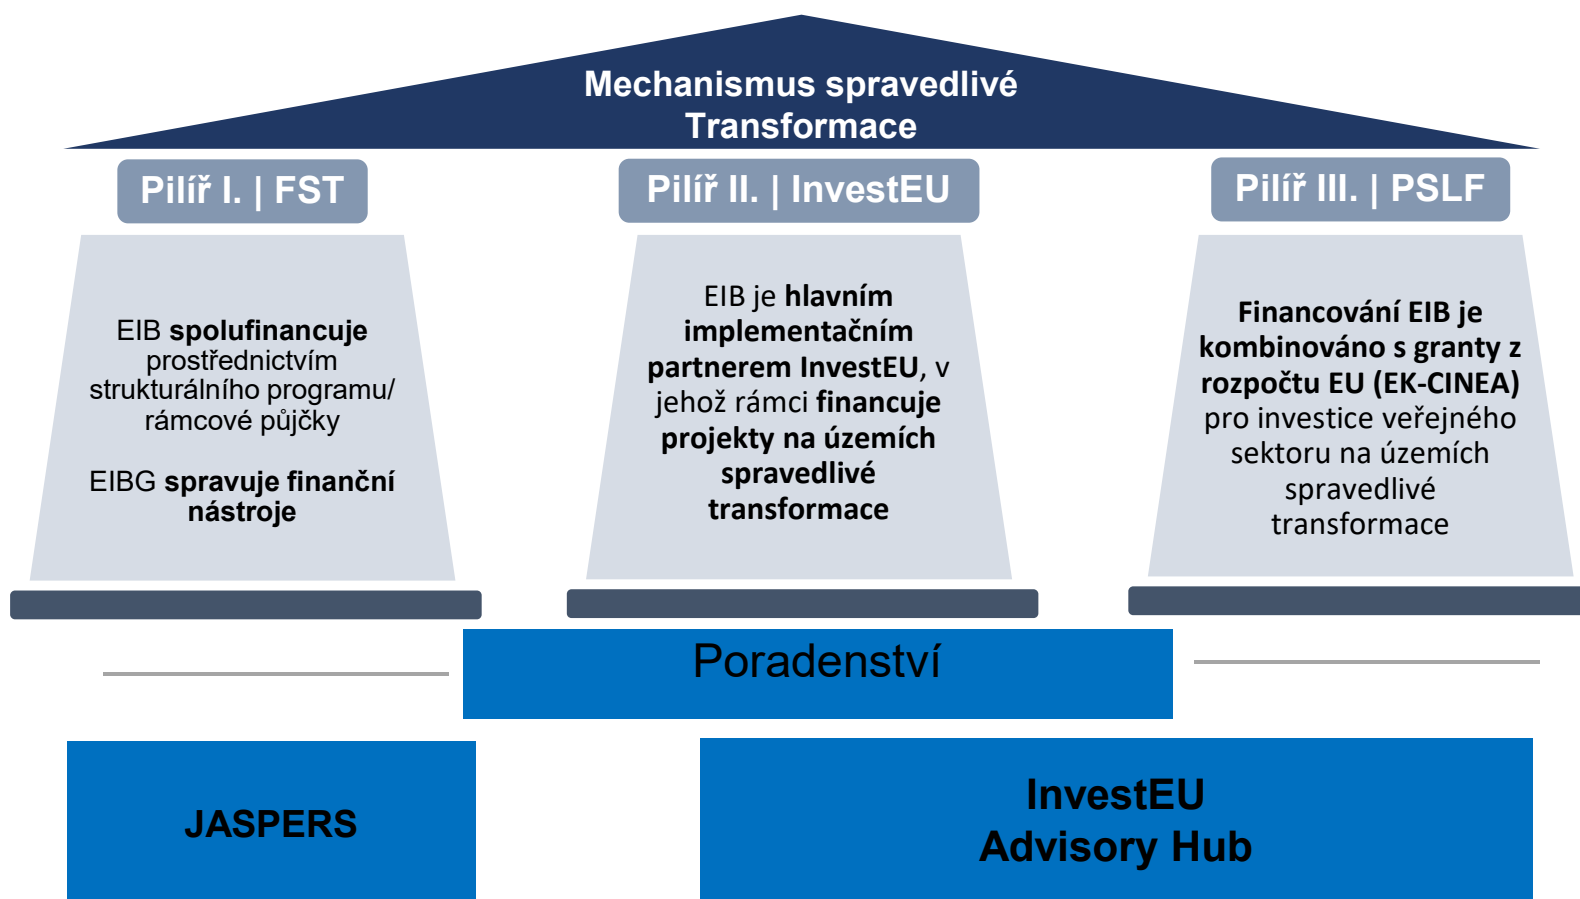 Mechanismus spravedlivé
Transformace
Pilíř I. | FST
Pilíř II. | InvestEU
Pilíř III. | PSLF
EIB spolufinancuje
prostřednictvím
strukturálního programu/
rámcové půjčky
EIBG spravuje finanční
nástroje
EIB je hlavním
implementačním
partnerem InvestEU, v
jehož rámci financuje
projekty na územích
spravedlivé
transformace
Financování EIB je
kombinováno s granty z
rozpočtu EU (EK-CINEA)
pro investice veřejného
sektoru na územích
spravedlivé
transformace
Poradenství
JASPERS
InvestEU
Advisory Hub